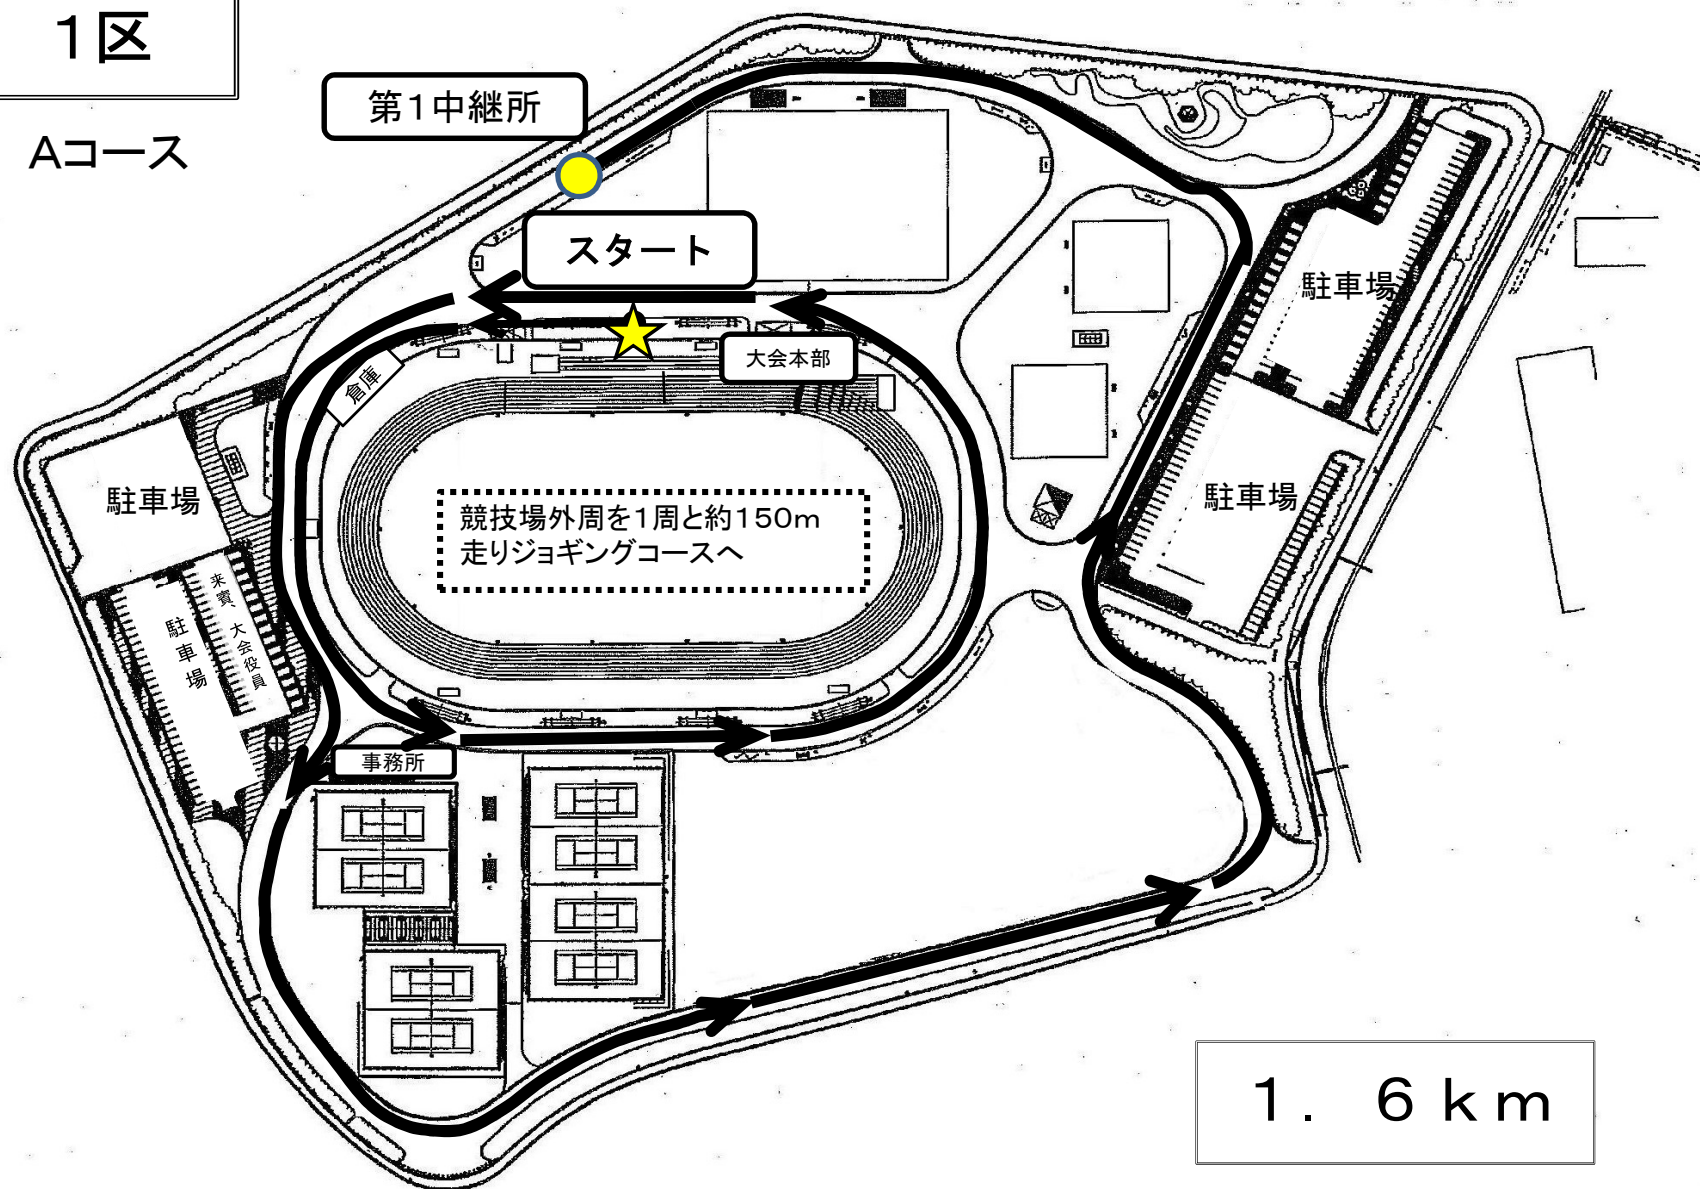 1区
Aコース
第1中継所
スタート
大会本部
倉庫
駐車場
駐車場
駐車場
競技場外周を1周と約150m
走りジョギングコースへ
来賓、大会役員
駐車場
事務所
1.6km